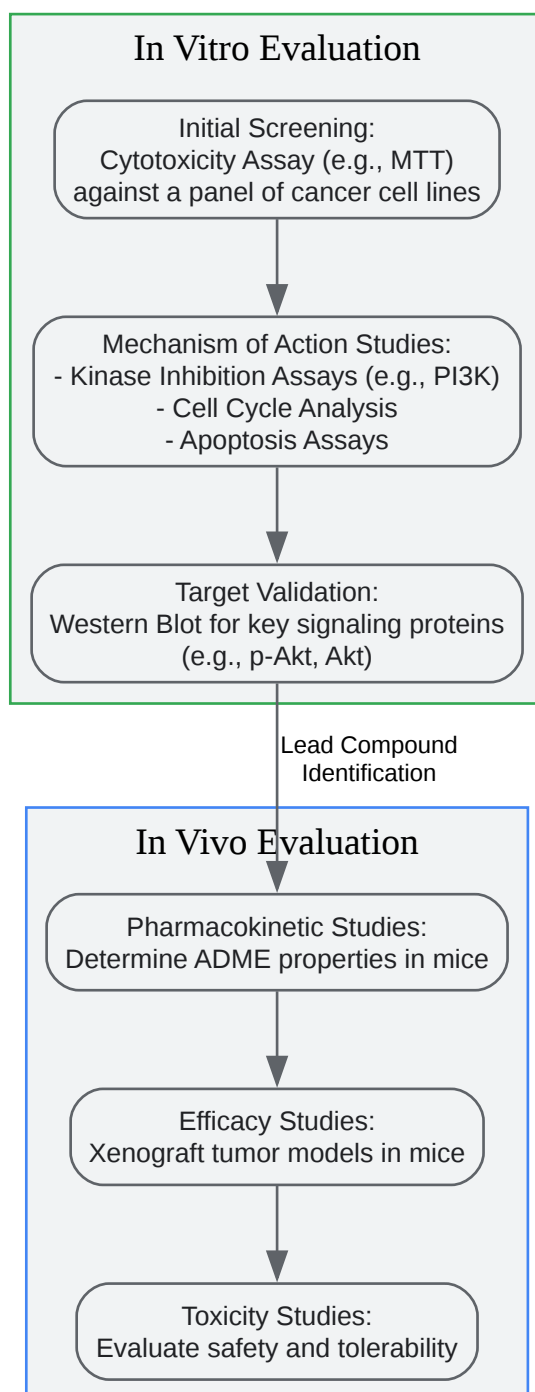 In Vitro Evaluation
Initial Screening:
Cytotoxicity Assay (e.g., MTT)
against a panel of cancer cell lines
Mechanism of Action Studies:
- Kinase Inhibition Assays (e.g., PI3K)
- Cell Cycle Analysis
- Apoptosis Assays
Target Validation:
Western Blot for key signaling proteins
(e.g., p-Akt, Akt)
Lead Compound
Identification
In Vivo Evaluation
Pharmacokinetic Studies:
Determine ADME properties in mice
Efficacy Studies:
Xenograft tumor models in mice
Toxicity Studies:
Evaluate safety and tolerability